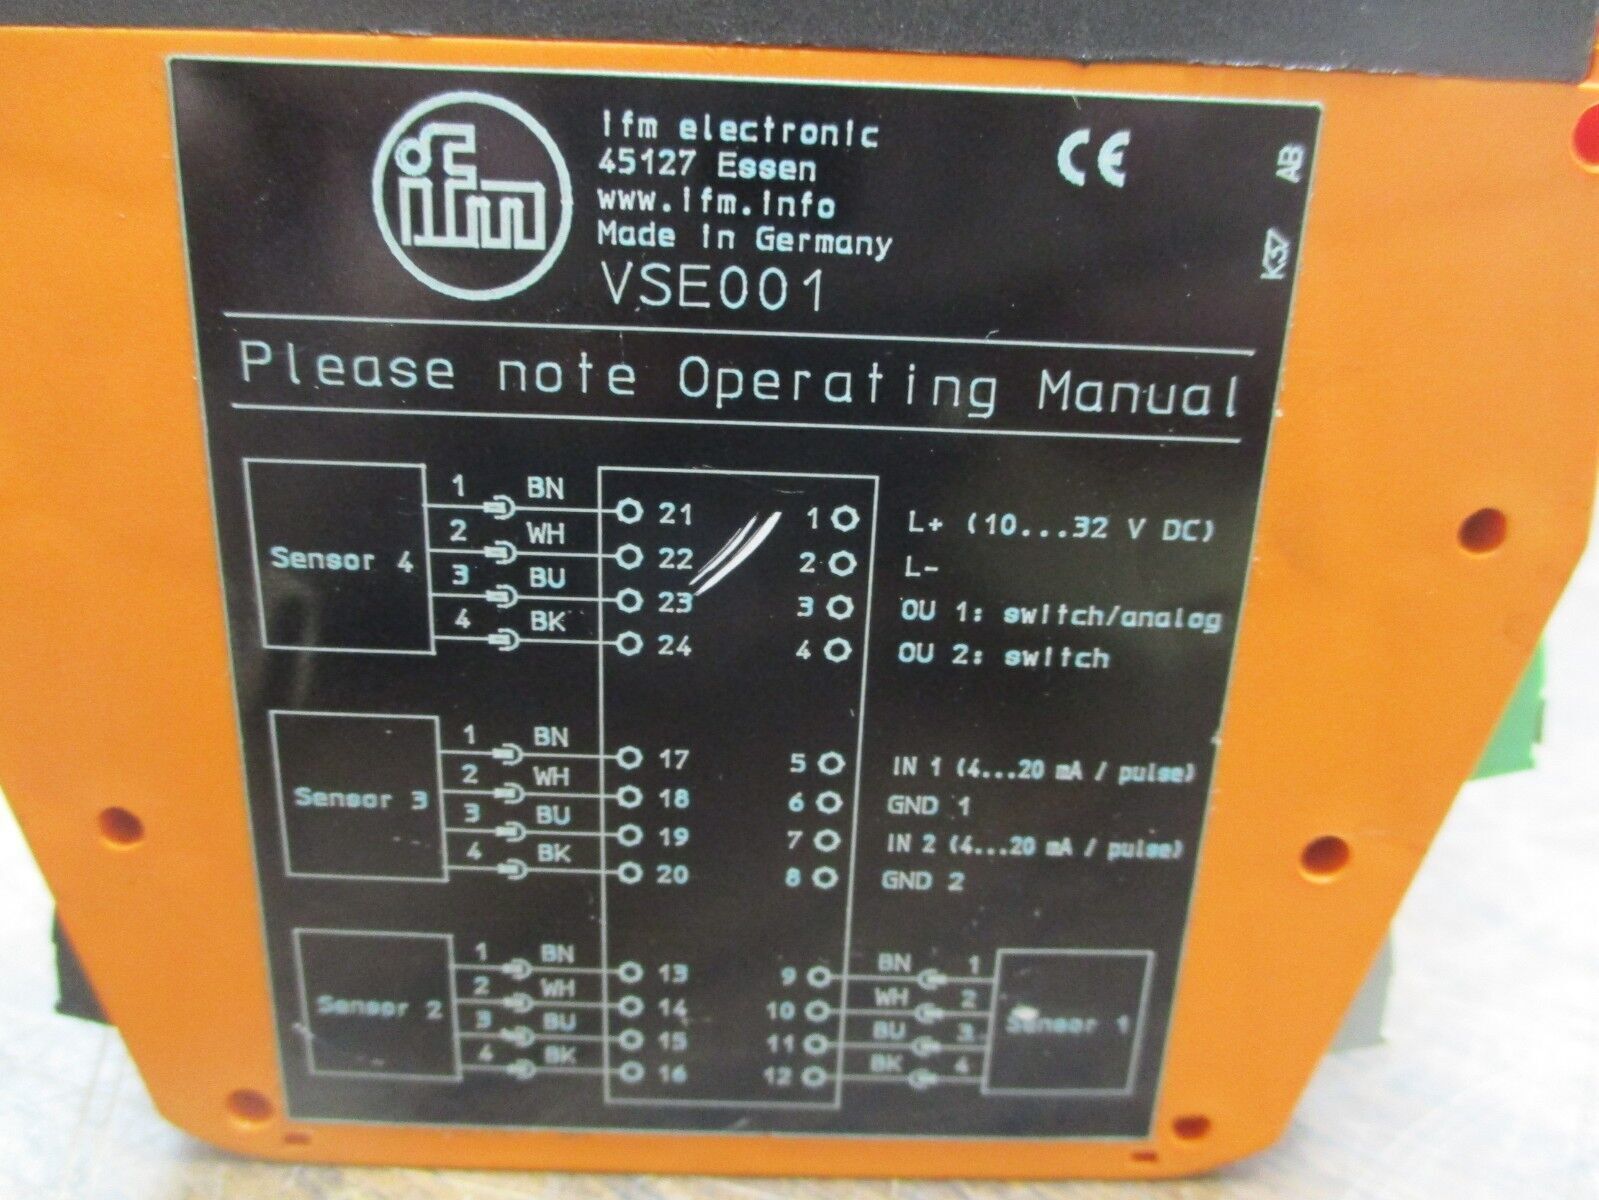 ifm
ifm electronic
45127 Essen
www.ifm.info
Made in Germany
VSE001
CE
AB
K37
Please note Operating Manual
Sensor 4
1 BN 21
2 WH 22
3 BU 23
4 BK 24
1 L+ (10...32 V DC)
2 L-
3 OU 1: switch/analog
4 OU 2: switch
Sensor 3
1 BN 17
2 WH 18
3 BU 19
4 BK 20
5 IN 1 (4...20 mA / pulse)
6 GND 1
7 IN 2 (4...20 mA / pulse)
8 GND 2
Sensor 2
1 BN 13
2 WH 14
3 BU 15
4 BK 16
9 BN 1
10 WH 2
11 BU 3
12 BK 4
Sensor 1